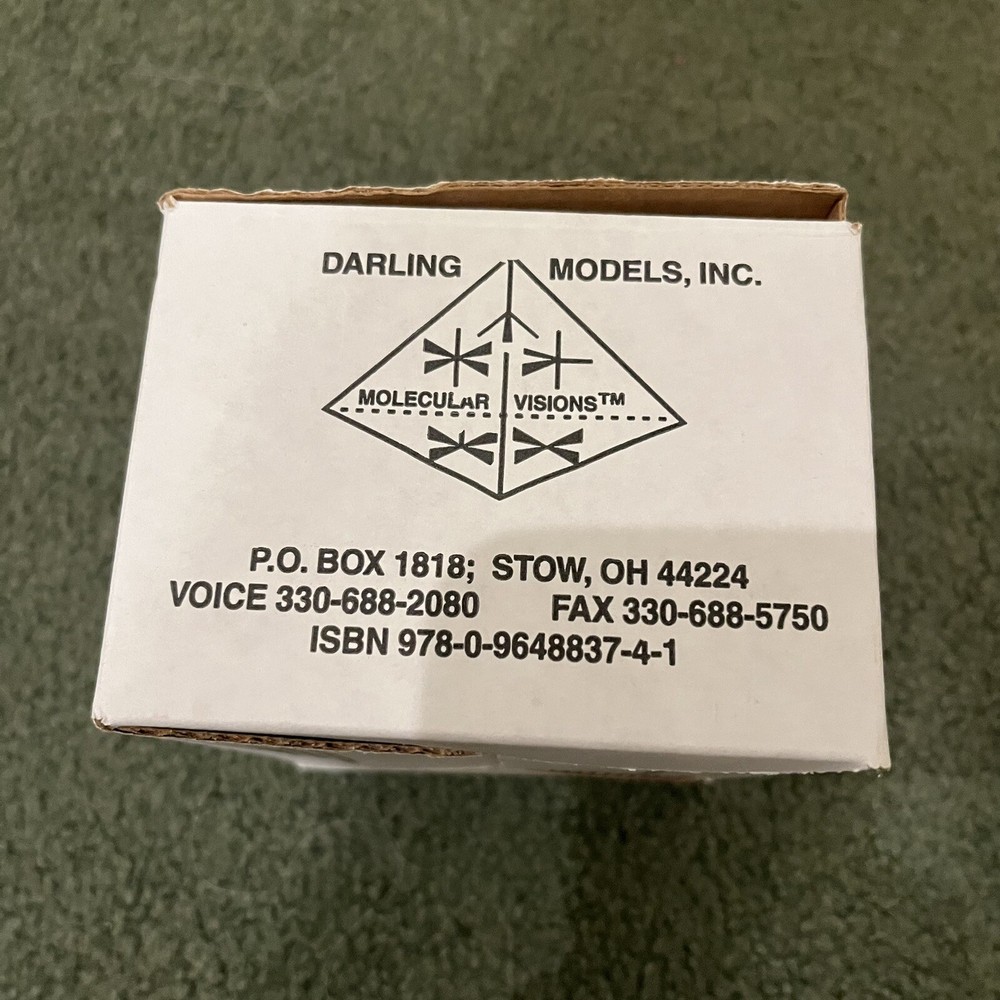 DARLING MODELS, INC.
MOLECULAR VISIONS™
P.O. BOX 1818; STOW, OH 44224
VOICE 330-688-2080 FAX 330-688-5750
ISBN 978-0-9648837-4-1